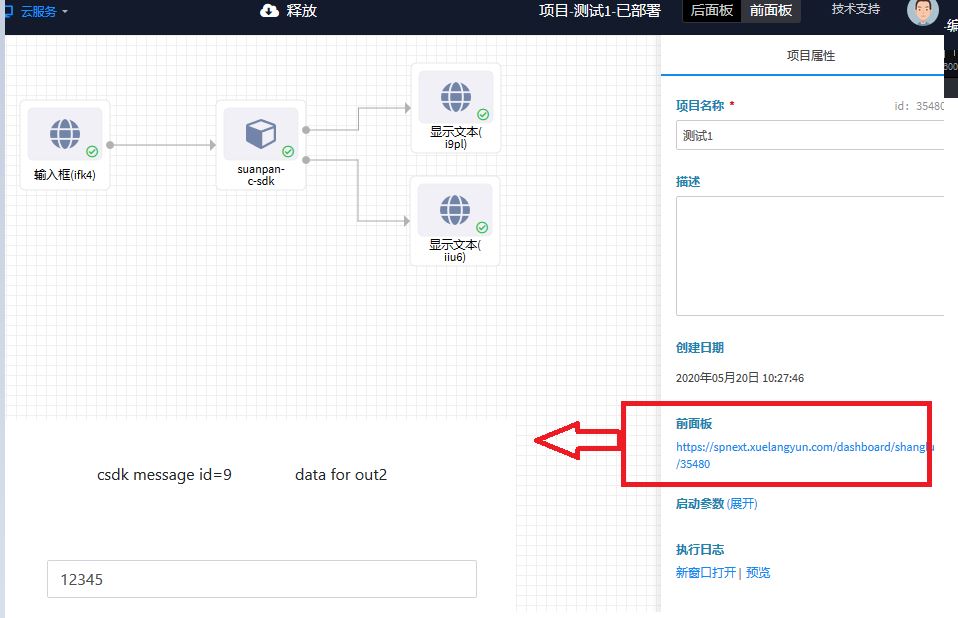 云服务
释放
项目-测试1-已部署
后面板
前面板
技术支持
-编
项目属性
300
项目名称 *
id: 35480
测试1
描述
输入框(ifk4)
suanpan-
c-sdk
显示文本(
i9pl)
显示文本(
iiu6)
创建日期
2020年05月20日 10:27:46
前面板
https://spnext.xuelangyun.com/dashboard/shanglu
/35480
启动参数 (展开)
执行日志
新窗口打开 | 预览
csdk message id=9
data for out2
12345